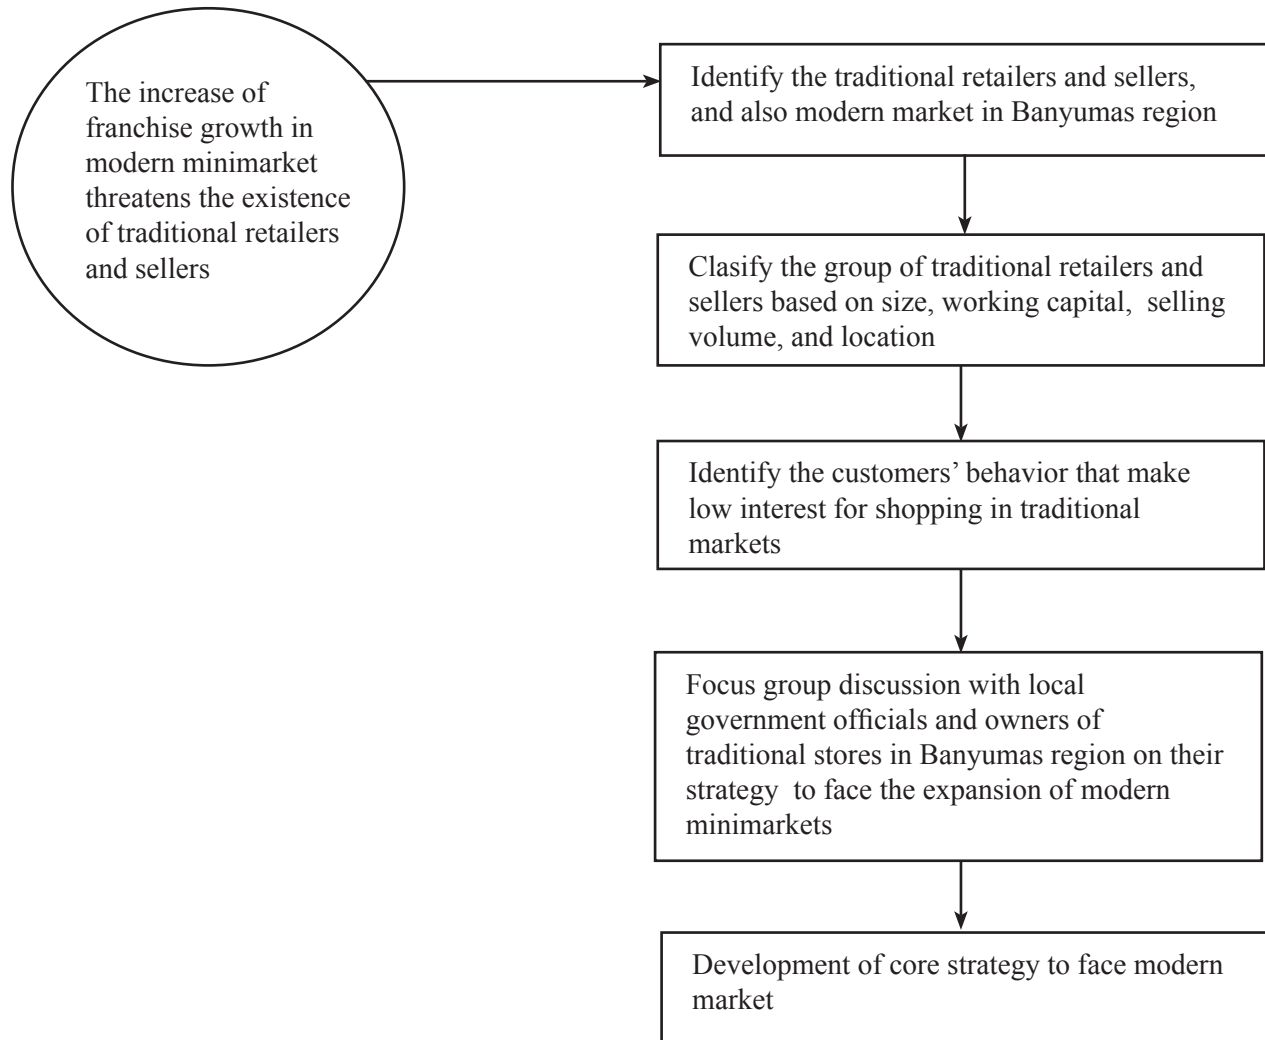 The increase of
franchise growth in
modern minimarket
threatens the existence
of traditional retailers
and sellers
Identify the traditional retailers and sellers,
and also modern market in Banyumas region
Clasify the group of traditional retailers and
sellers based on size, working capital,  selling
volume, and location
Identify the customers’ behavior that make
low interest for shopping in traditional
markets
Focus group discussion with local
government officials and owners of
traditional stores in Banyumas region on their
strategy  to face the expansion of modern
minimarkets
Development of core strategy to face modern
market